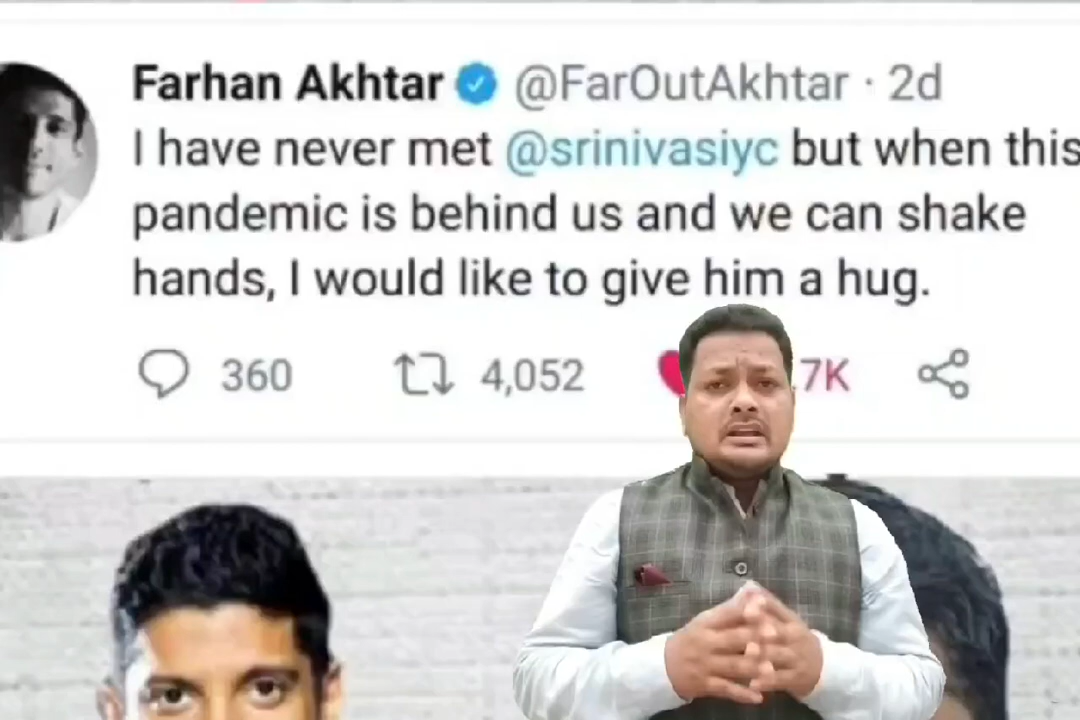 Farhan Akhtar @FarOutAkhtar · 2d
I have never met @srinivasiyc but when this
pandemic is behind us and we can shake
hands, I would like to give him a hug.
360 4,052 .7K